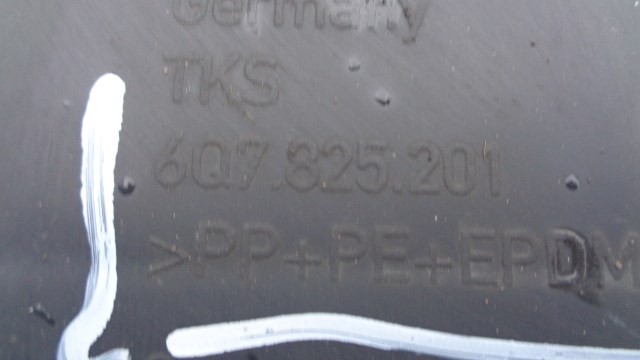 Germany
TKS
6Q7.825.201
>PP+PE+EPDM